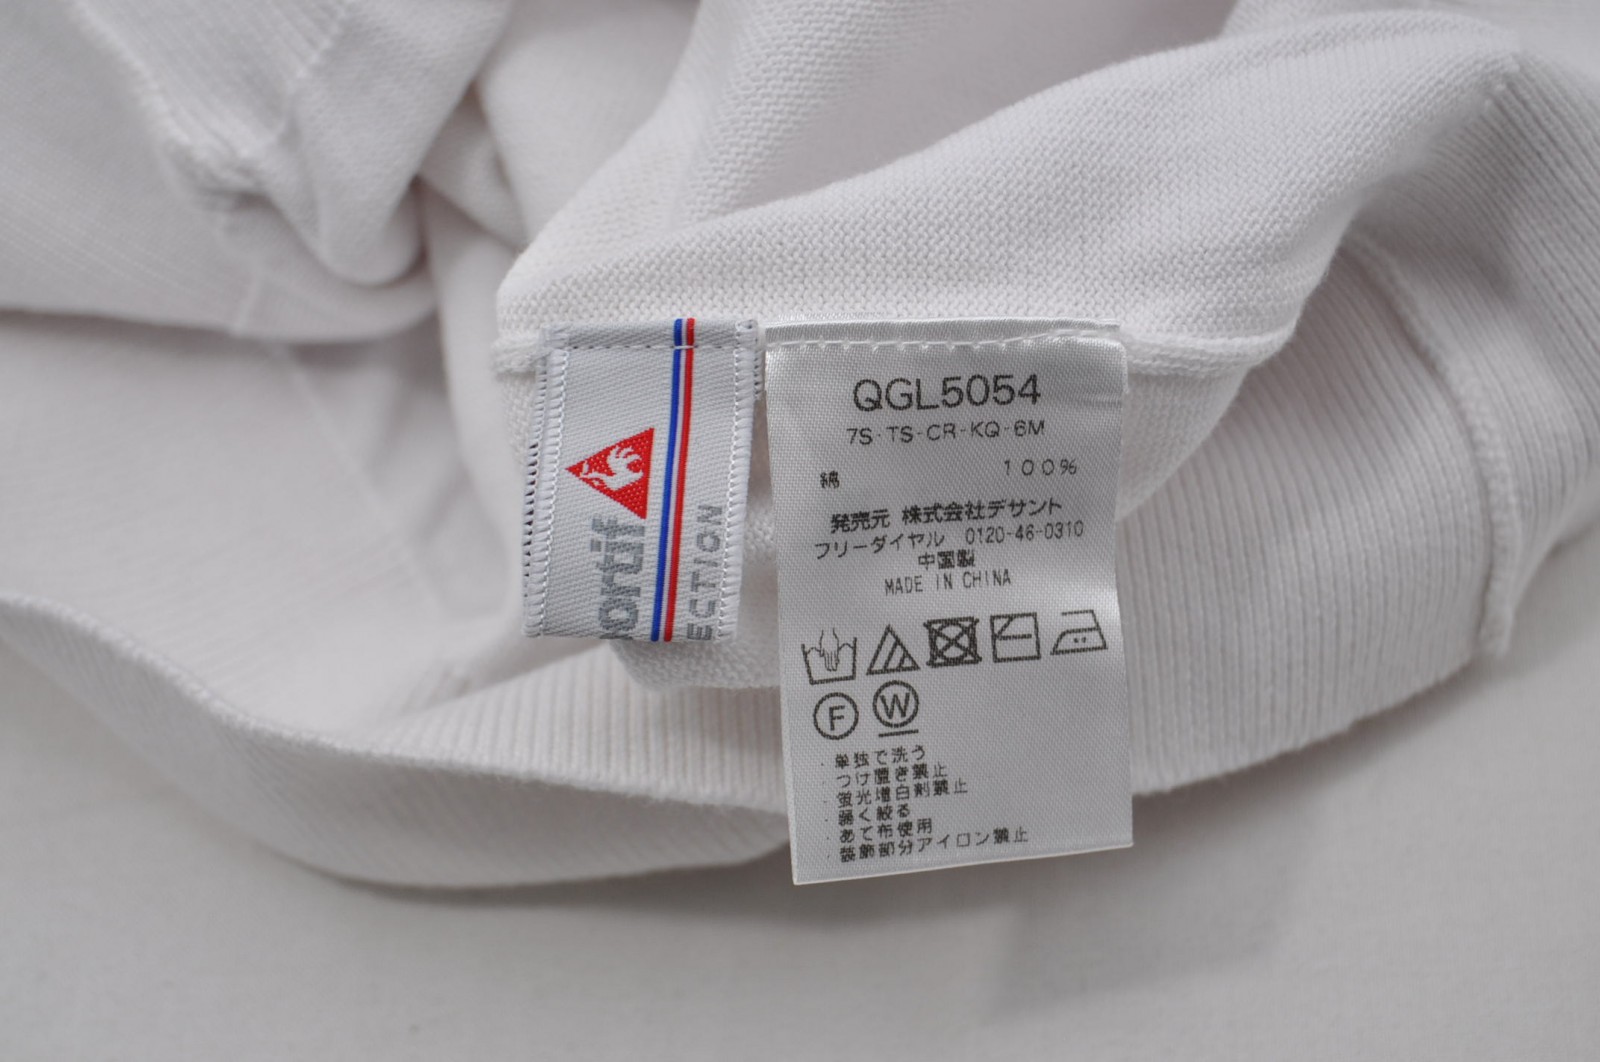 QGL5054
7S-TS-CR-KQ-6M
綿 100%
発売元 株式会社デサント
フリーダイヤル 0120-46-0310
中国製
MADE IN CHINA
F W
・単独で洗う
・つけ置き禁止
・蛍光増白剤禁止
・弱く絞る
・あて布使用
・装飾部分アイロン禁止
ortif
ECTION